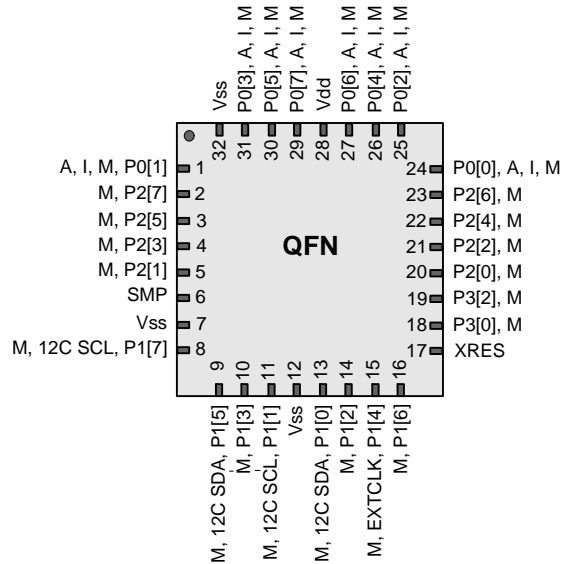 Vss
P0[3], A, I, M
P0[5], A, I, M
P0[7], A, I, M
Vdd
P0[6], A, I, M
P0[4], A, I, M
P0[2], A, I, M
32
31
30
29
28
27
26
25
A, I, M, P0[1] 1
M, P2[7] 2
M, P2[5] 3
M, P2[3] 4
M, P2[1] 5
SMP 6
Vss 7
M, 12C SCL, P1[7] 8
QFN
24 P0[0], A, I, M
23 P2[6], M
22 P2[4], M
21 P2[2], M
20 P2[0], M
19 P3[2], M
18 P3[0], M
17 XRES
9
10
11
12
13
14
15
16
M, 12C SDA, P1[5]
M, P1[3]
M, 12C SCL, P1[1]
Vss
M, 12C SDA, P1[0]
M, P1[2]
M, EXTCLK, P1[4]
M, P1[6]